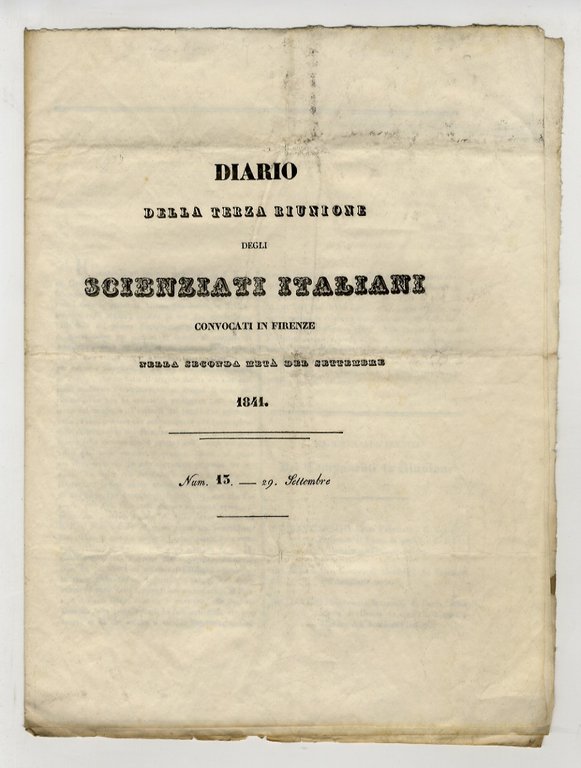 DIARIO
DELLA TERZA RIUNIONE
DEGLI
SCIENZIATI ITALIANI
CONVOCATI IN FIRENZE
NELLA SECONDA METÀ DEL SETTEMBRE
1841.
Num. 15. — 29. Settembre